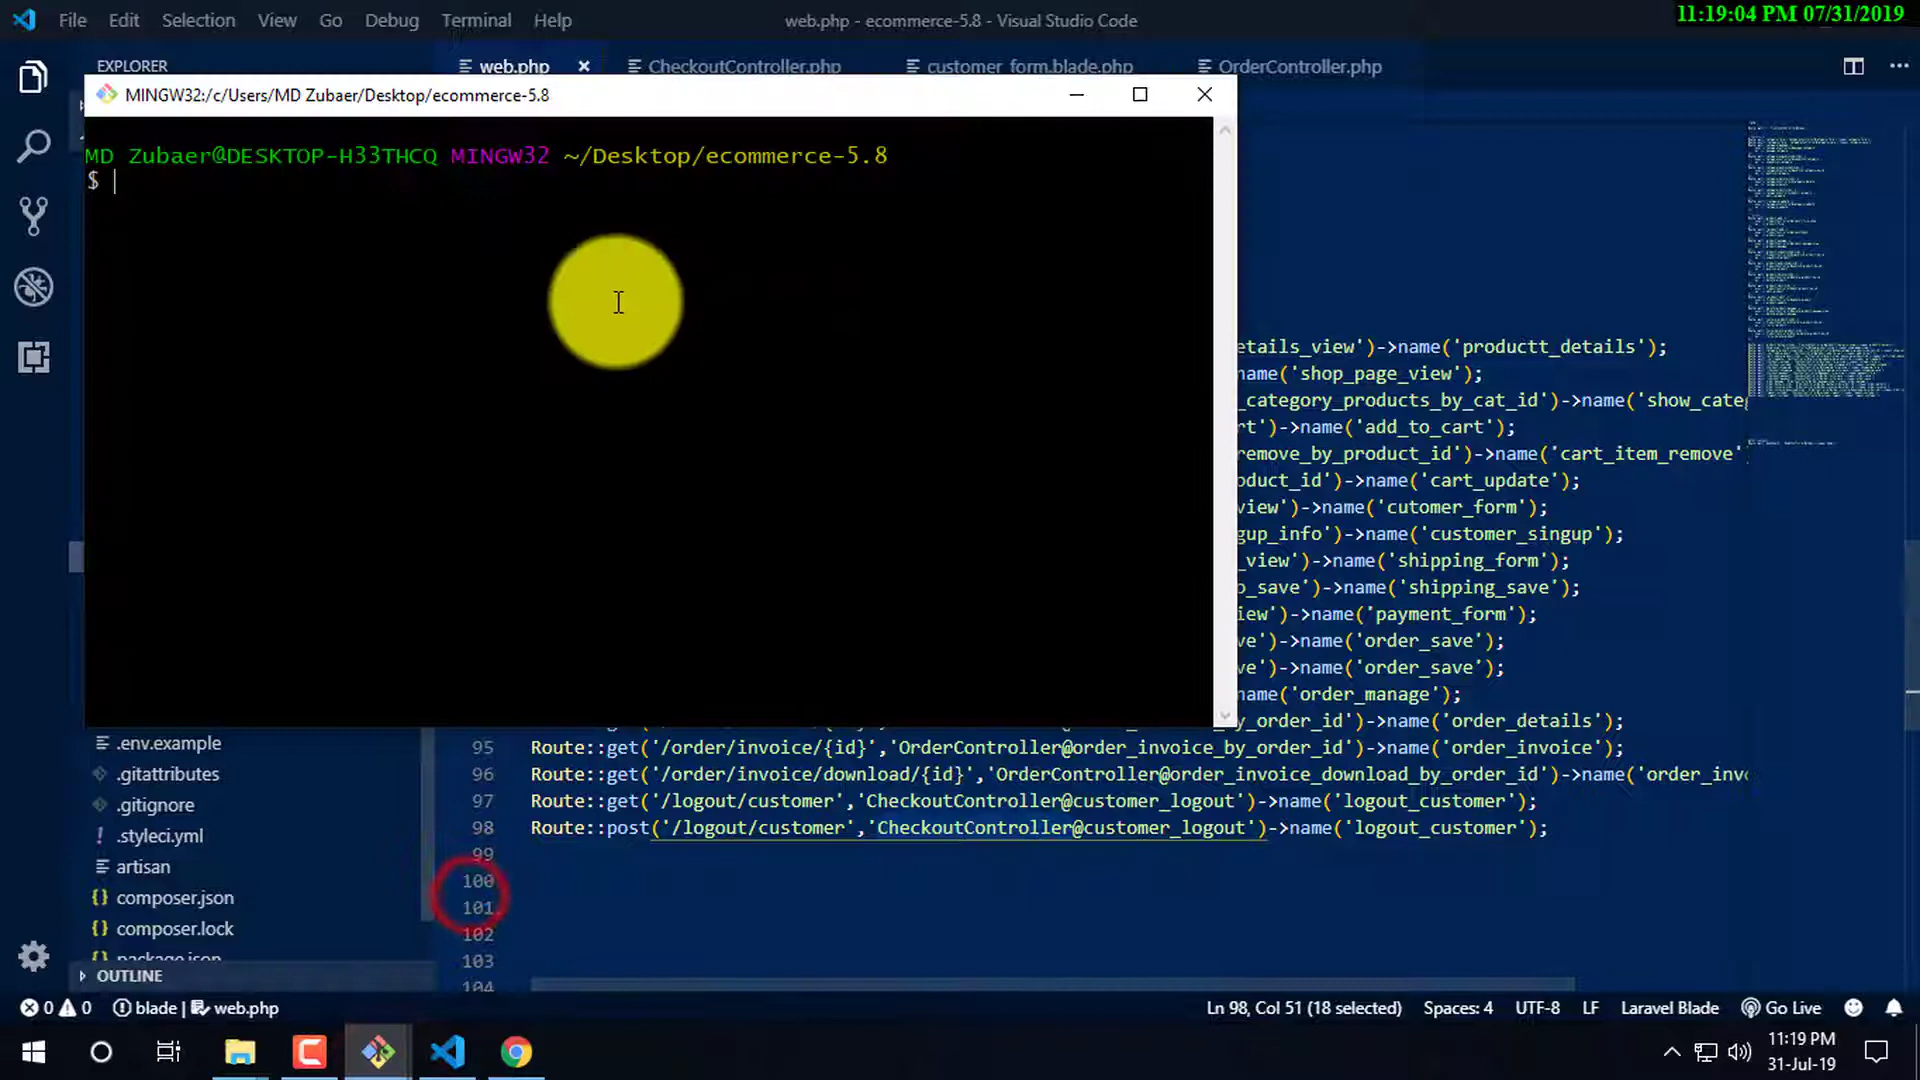 File Edit Selection View Go Debug Terminal Help
web.php - ecommerce-5.8 - Visual Studio Code
11:19:04 PM 07/31/2019
EXPLORER
web.php
CheckoutController.php
customer_form.blade.php
OrderController.php
MINGW32:/c/Users/MD Zubaer/Desktop/ecommerce-5.8
MD Zubaer@DESKTOP-H33THCQ MINGW32 ~/Desktop/ecommerce-5.8
$
etails_view')->name('productt_details');
name('shop_page_view');
_category_products_by_cat_id')->name('show_cate
rt')->name('add_to_cart');
remove_by_product_id')->name('cart_item_remove'
oduct_id')->name('cart_update');
view')->name('cutomer_form');
gup_info')->name('customer_singup');
_view')->name('shipping_form');
o_save')->name('shipping_save');
iew')->name('payment_form');
ve')->name('order_save');
ve')->name('order_save');
name('order_manage');
y_order_id')->name('order_details');
95 Route::get('/order/invoice/{id}','OrderController@order_invoice_by_order_id')->name('order_invoice');
96 Route::get('/order/invoice/download/{id}','OrderController@order_invoice_download_by_order_id')->name('order_inv
97 Route::get('/logout/customer','CheckoutController@customer_logout')->name('logout_customer');
98 Route::post('/logout/customer','CheckoutController@customer_logout')->name('logout_customer');
99
100
101
102
103
104
.env.example
.gitattributes
.gitignore
.styleci.yml
artisan
composer.json
composer.lock
package.json
OUTLINE
0 0 blade | web.php
Ln 98, Col 51 (18 selected) Spaces: 4 UTF-8 LF Laravel Blade Go Live
11:19 PM
31-Jul-19